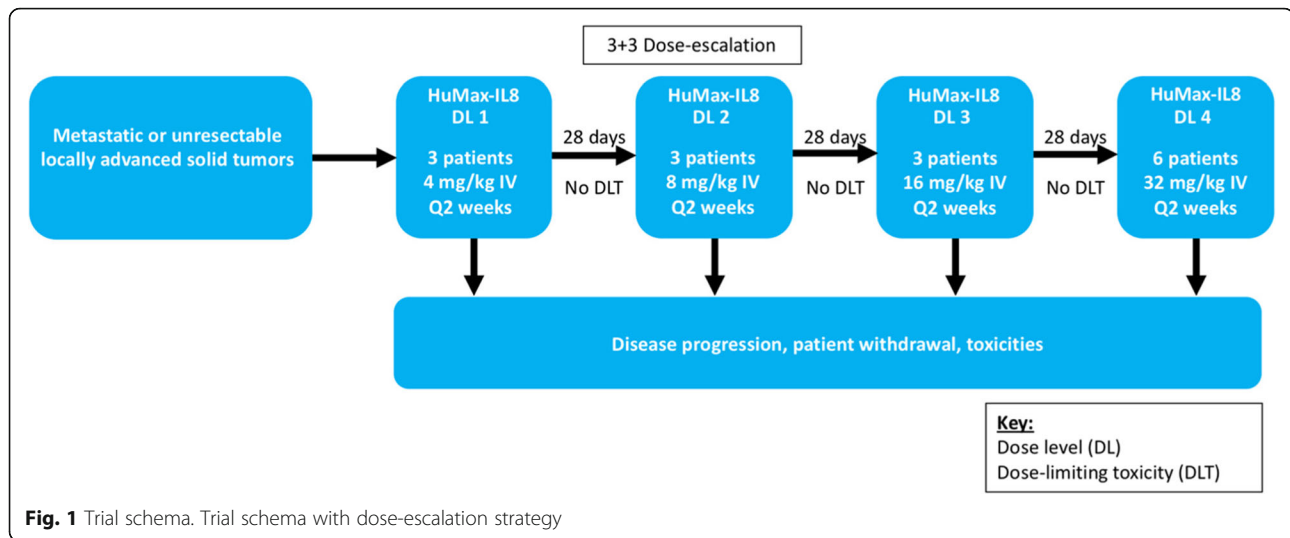 3+3 Dose-escalation
Metastatic or unresectable
locally advanced solid tumors
HuMax-IL8
DL 1
3 patients
4 mg/kg IV
Q2 weeks
28 days
No DLT
HuMax-IL8
DL 2
3 patients
8 mg/kg IV
Q2 weeks
28 days
No DLT
HuMax-IL8
DL 3
3 patients
16 mg/kg IV
Q2 weeks
28 days
No DLT
HuMax-IL8
DL 4
6 patients
32 mg/kg IV
Q2 weeks
Disease progression, patient withdrawal, toxicities
Key:
Dose level (DL)
Dose-limiting toxicity (DLT)
Fig. 1 Trial schema. Trial schema with dose-escalation strategy